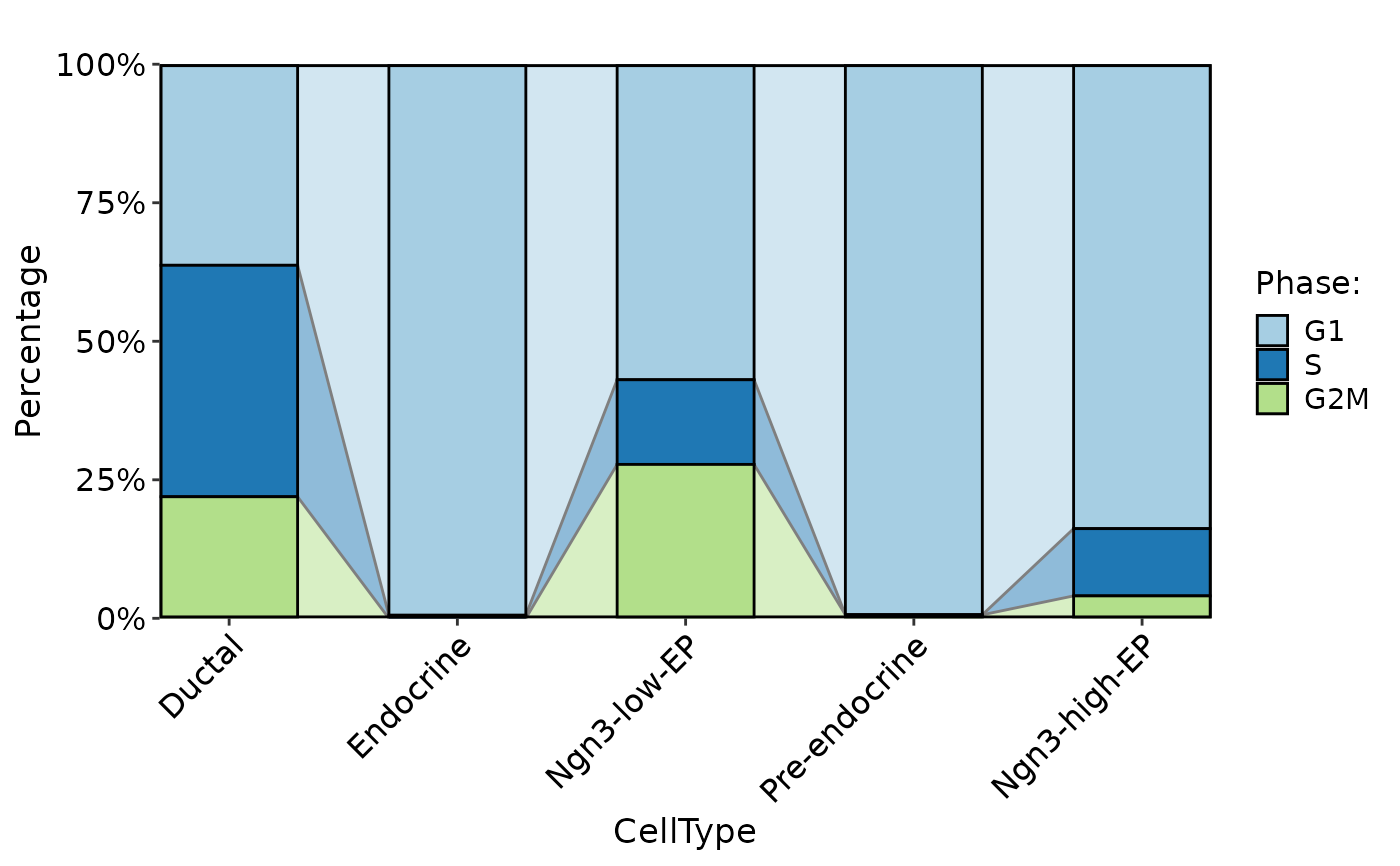 100%
75%
50%
25%
0%
Percentage
Ductal
Endocrine
Ngn3-low-EP
Pre-endocrine
Ngn3-high-EP
CellType
Phase:
G1
S
G2M